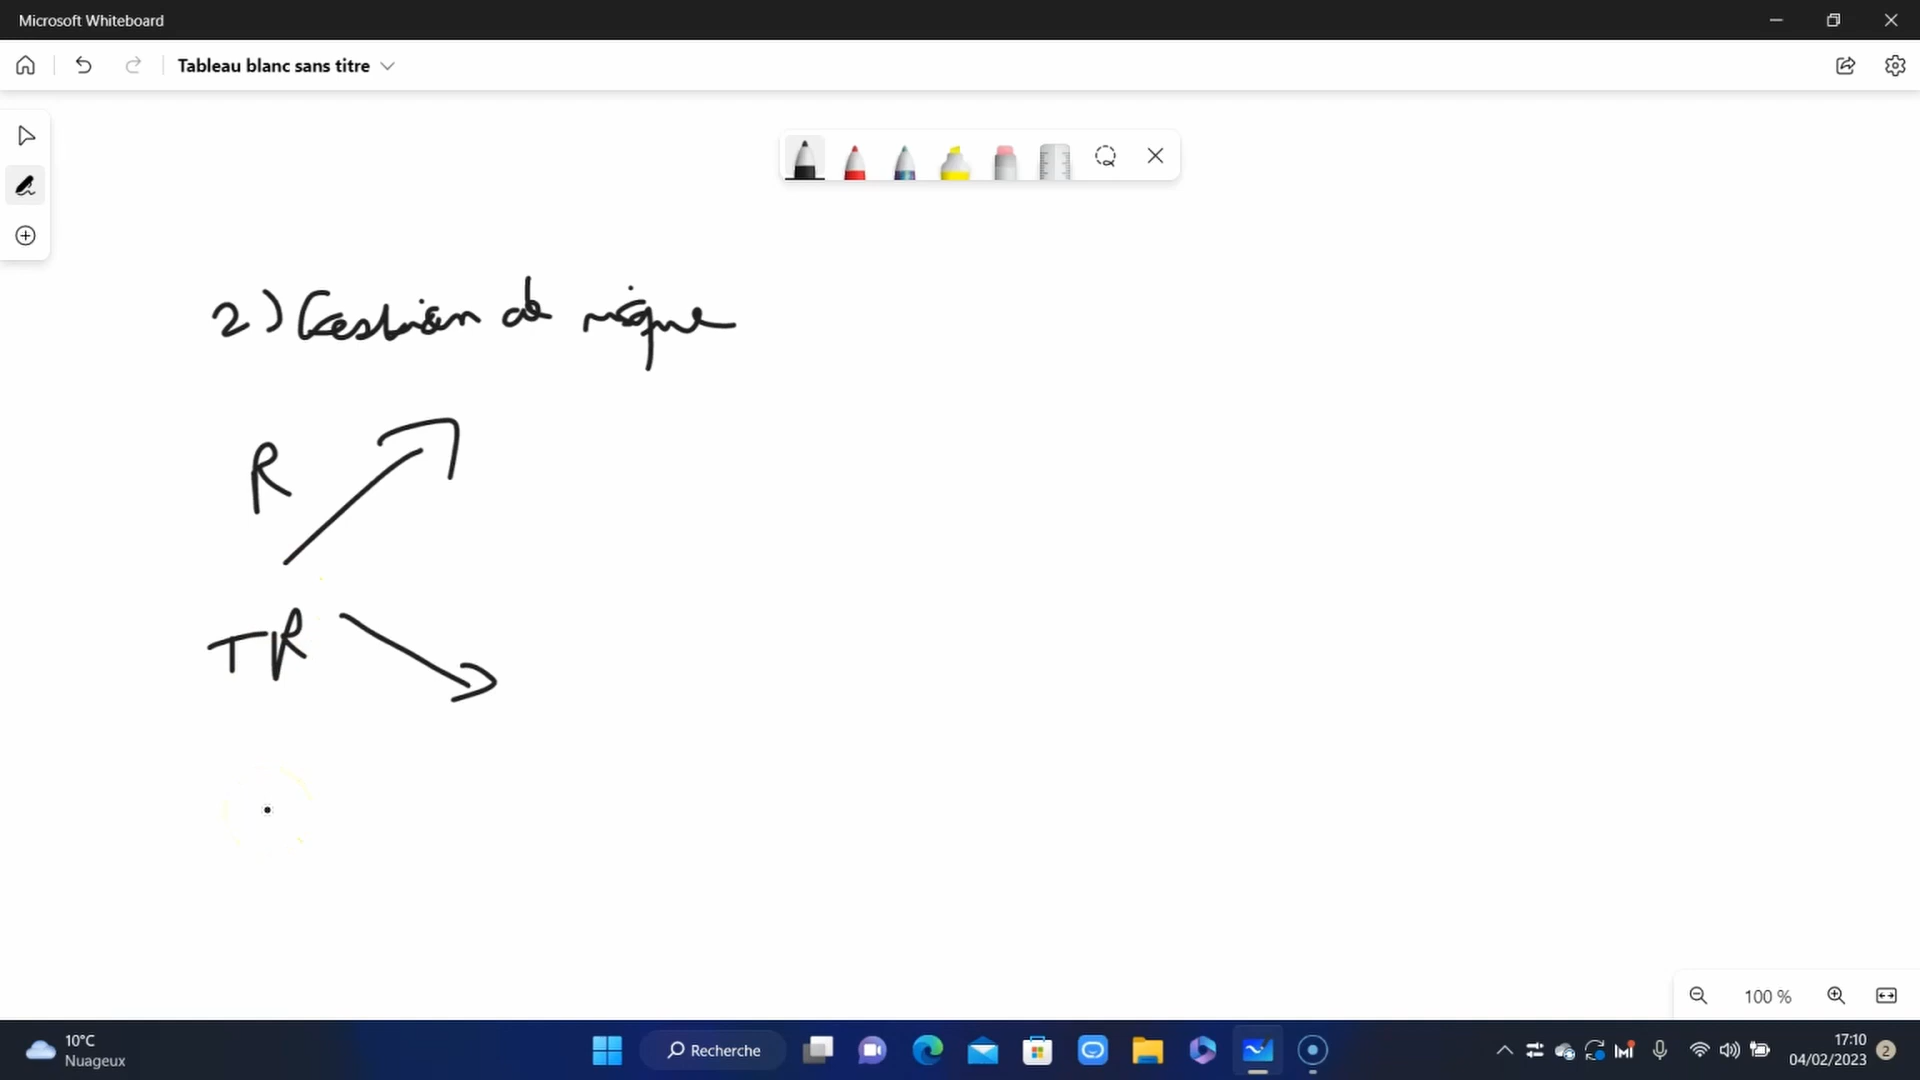 Microsoft Whiteboard
Tableau blanc sans titre
2) Gestion de risque
R
TR
100 %
10°C
Nuageux
Recherche
17:10
04/02/2023
2